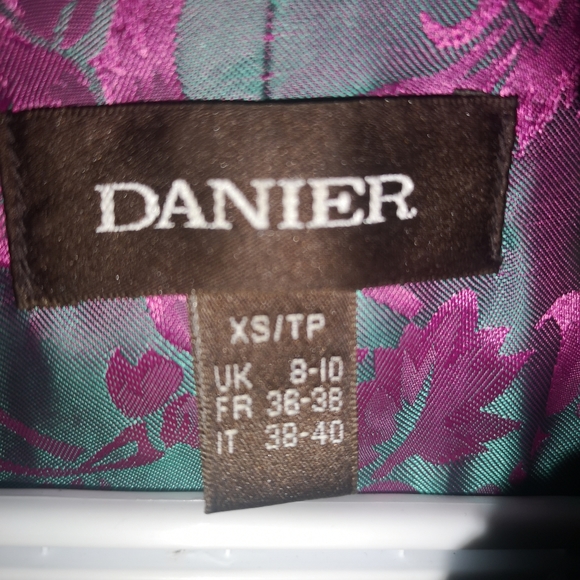 DANIER
XS/TP
UK 8-10
FR 36-38
IT 38-40